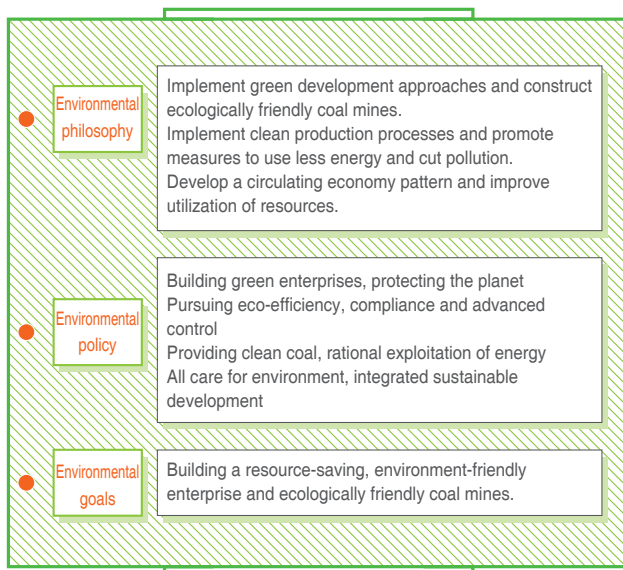 Environmental
philosophy
Implement green development approaches and construct
ecologically friendly coal mines.
Implement clean production processes and promote
measures to use less energy and cut pollution.
Develop a circulating economy pattern and improve
utilization of resources.
Environmental
policy
Building green enterprises, protecting the planet
Pursuing eco-efficiency, compliance and advanced
control
Providing clean coal, rational exploitation of energy
All care for environment, integrated sustainable
development
Environmental
goals
Building a resource-saving, environment-friendly
enterprise and ecologically friendly coal mines.